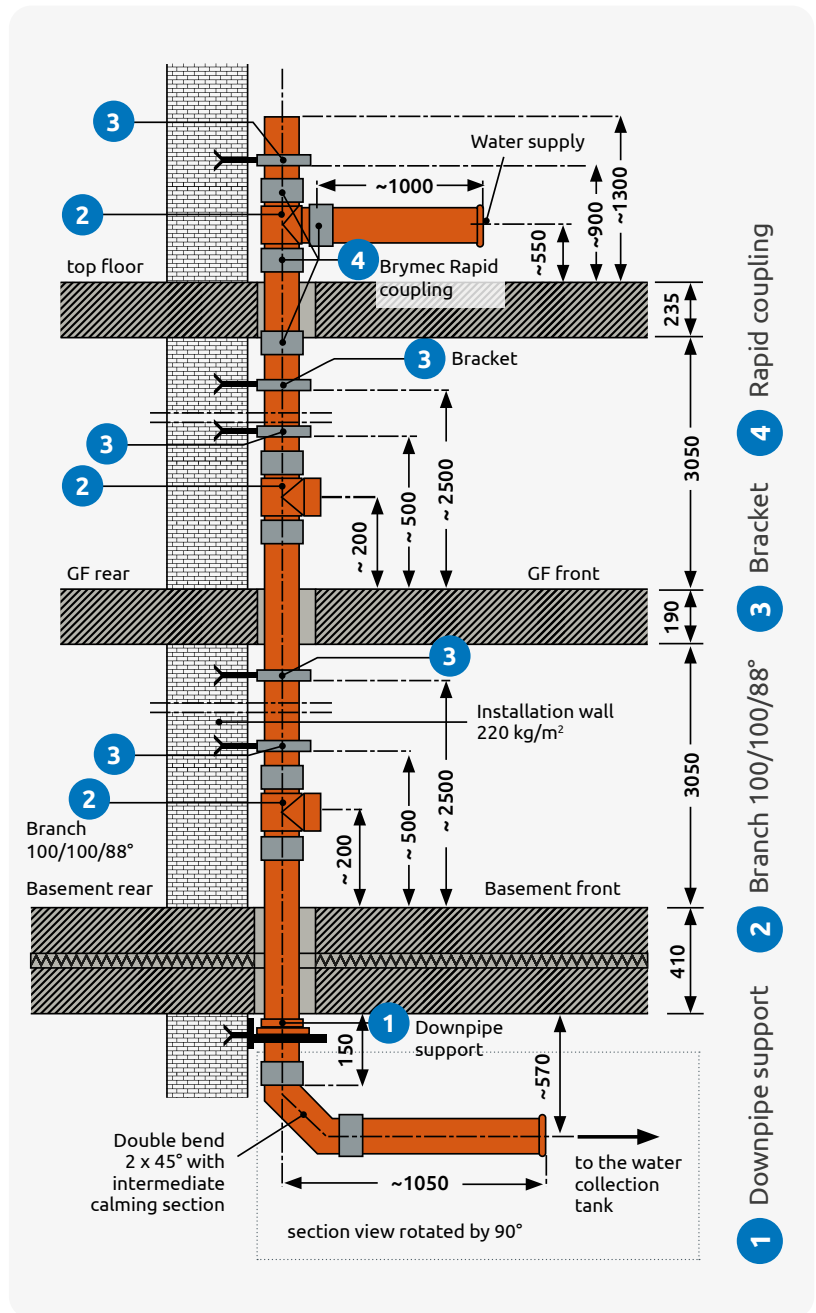 3
Water supply
~1000
2
~1300
~900
~550
4 Brymec Rapid
coupling
top floor
235
3 Bracket
3
2
~ 2500
~ 500
~ 200
3050
GF rear
GF front
190
3
Installation wall
220 kg/m²
3
2
~ 2500
~ 500
~ 200
3050
Branch
100/100/88°
Basement rear
Basement front
410
1 Downpipe
support
150
~570
Double bend
2 x 45° with
intermediate
calming section
to the water
collection
tank
~1050
section view rotated by 90°
1 Downpipe support 2 Branch 100/100/88° 3 Bracket 4 Rapid coupling